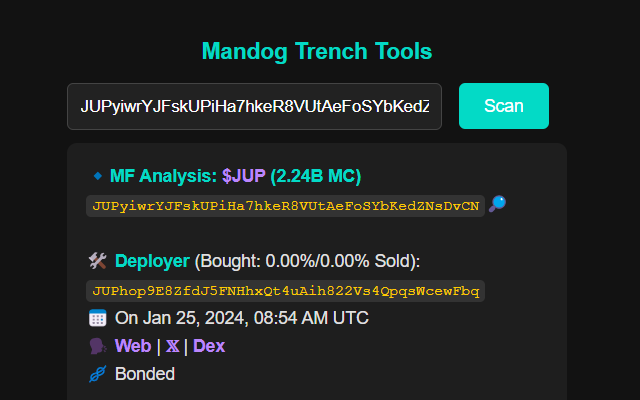 Mandog Trench Tools
JUPyiwrYJFskUPiHa7hkeR8VUtAeFoSYbKedZ
Scan
MF Analysis: $JUP (2.24B MC)
JUPyiwrYJFskUPiHa7hkeR8VUtAeFoSYbKedZNsDvCN
Deployer (Bought: 0.00%/0.00% Sold):
JUPhop9E8ZfdJ5FNHhxQt4uAih822Vs4QpqsWcewFbq
On Jan 25, 2024, 08:54 AM UTC
Web | 𝕏 | Dex
Bonded